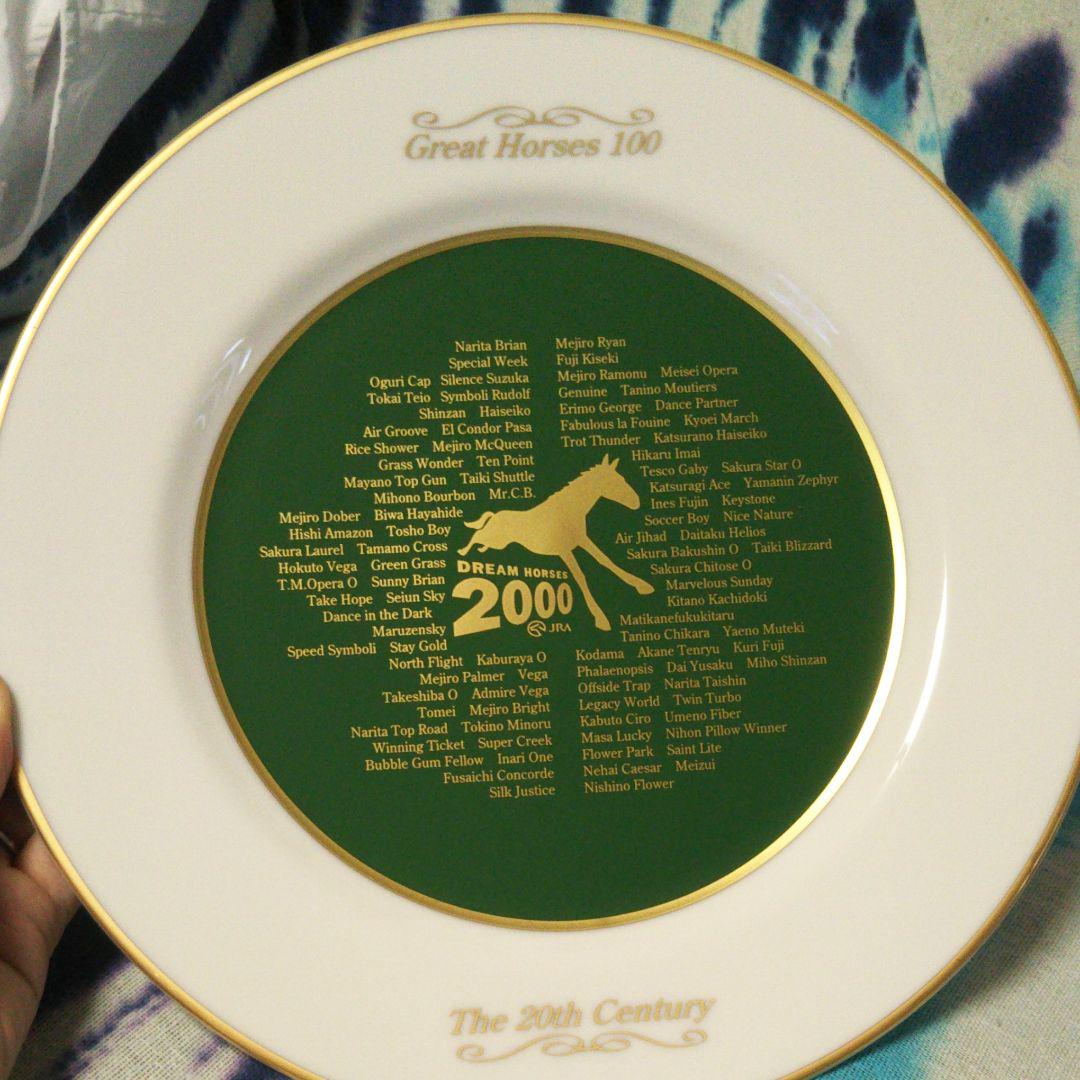 Great Horses 100
Narita Brian
Special Week
Oguri Cap Silence Suzuka
Tokai Teio Symboli Rudolf
Shinzan Haiseiko
Air Groove El Condor Pasa
Rice Shower Mejiro McQueen
Grass Wonder Ten Point
Mayano Top Gun Taiki Shuttle
Mihono Bourbon Mr.C.B.
Mejiro Dober Biwa Hayahide
Hishi Amazon Tosho Boy
Sakura Laurel Tamamo Cross
Hokuto Vega Green Grass
T.M.Opera O Sunny Brian
Take Hope Seiun Sky
Dance in the Dark
Maruzensky
Speed Symboli Stay Gold
North Flight Kaburaya O
Mejiro Palmer Vega
Takeshiba O Admire Vega
Tomei Mejiro Bright
Narita Top Road Tokino Minoru
Winning Ticket Super Creek
Bubble Gum Fellow Inari One
Fusaichi Concorde
Silk Justice
Mejiro Ryan
Fuji Kiseki
Mejiro Ramonu Meisei Opera
Genuine Tanino Moutiers
Erimo George Dance Partner
Fabulous la Fouine Kyoei March
Trot Thunder Katsurano Haiseiko
Hikaru Imai
Tesco Gaby Sakura Star O
Katsuragi Ace Yamanin Zephyr
Ines Fujin Keystone
Soccer Boy Nice Nature
Air Jihad Daitaku Helios
Sakura Bakushin O Taiki Blizzard
Sakura Chitose O
Marvelous Sunday
Kitano Kachidoki
Matikanefukukitaru
Tanino Chikara Yaeno Muteki
Kodama Akane Tenryu Kuri Fuji
Phalaenopsis Dai Yusaku Miho Shinzan
Offside Trap Narita Taishin
Legacy World Twin Turbo
Kabuto Ciro Umeno Fiber
Masa Lucky Nihon Pillow Winner
Flower Park Saint Lite
Nehai Caesar Meizui
Nishino Flower
DREAM HORSES
2000
JRA
The 20th Century